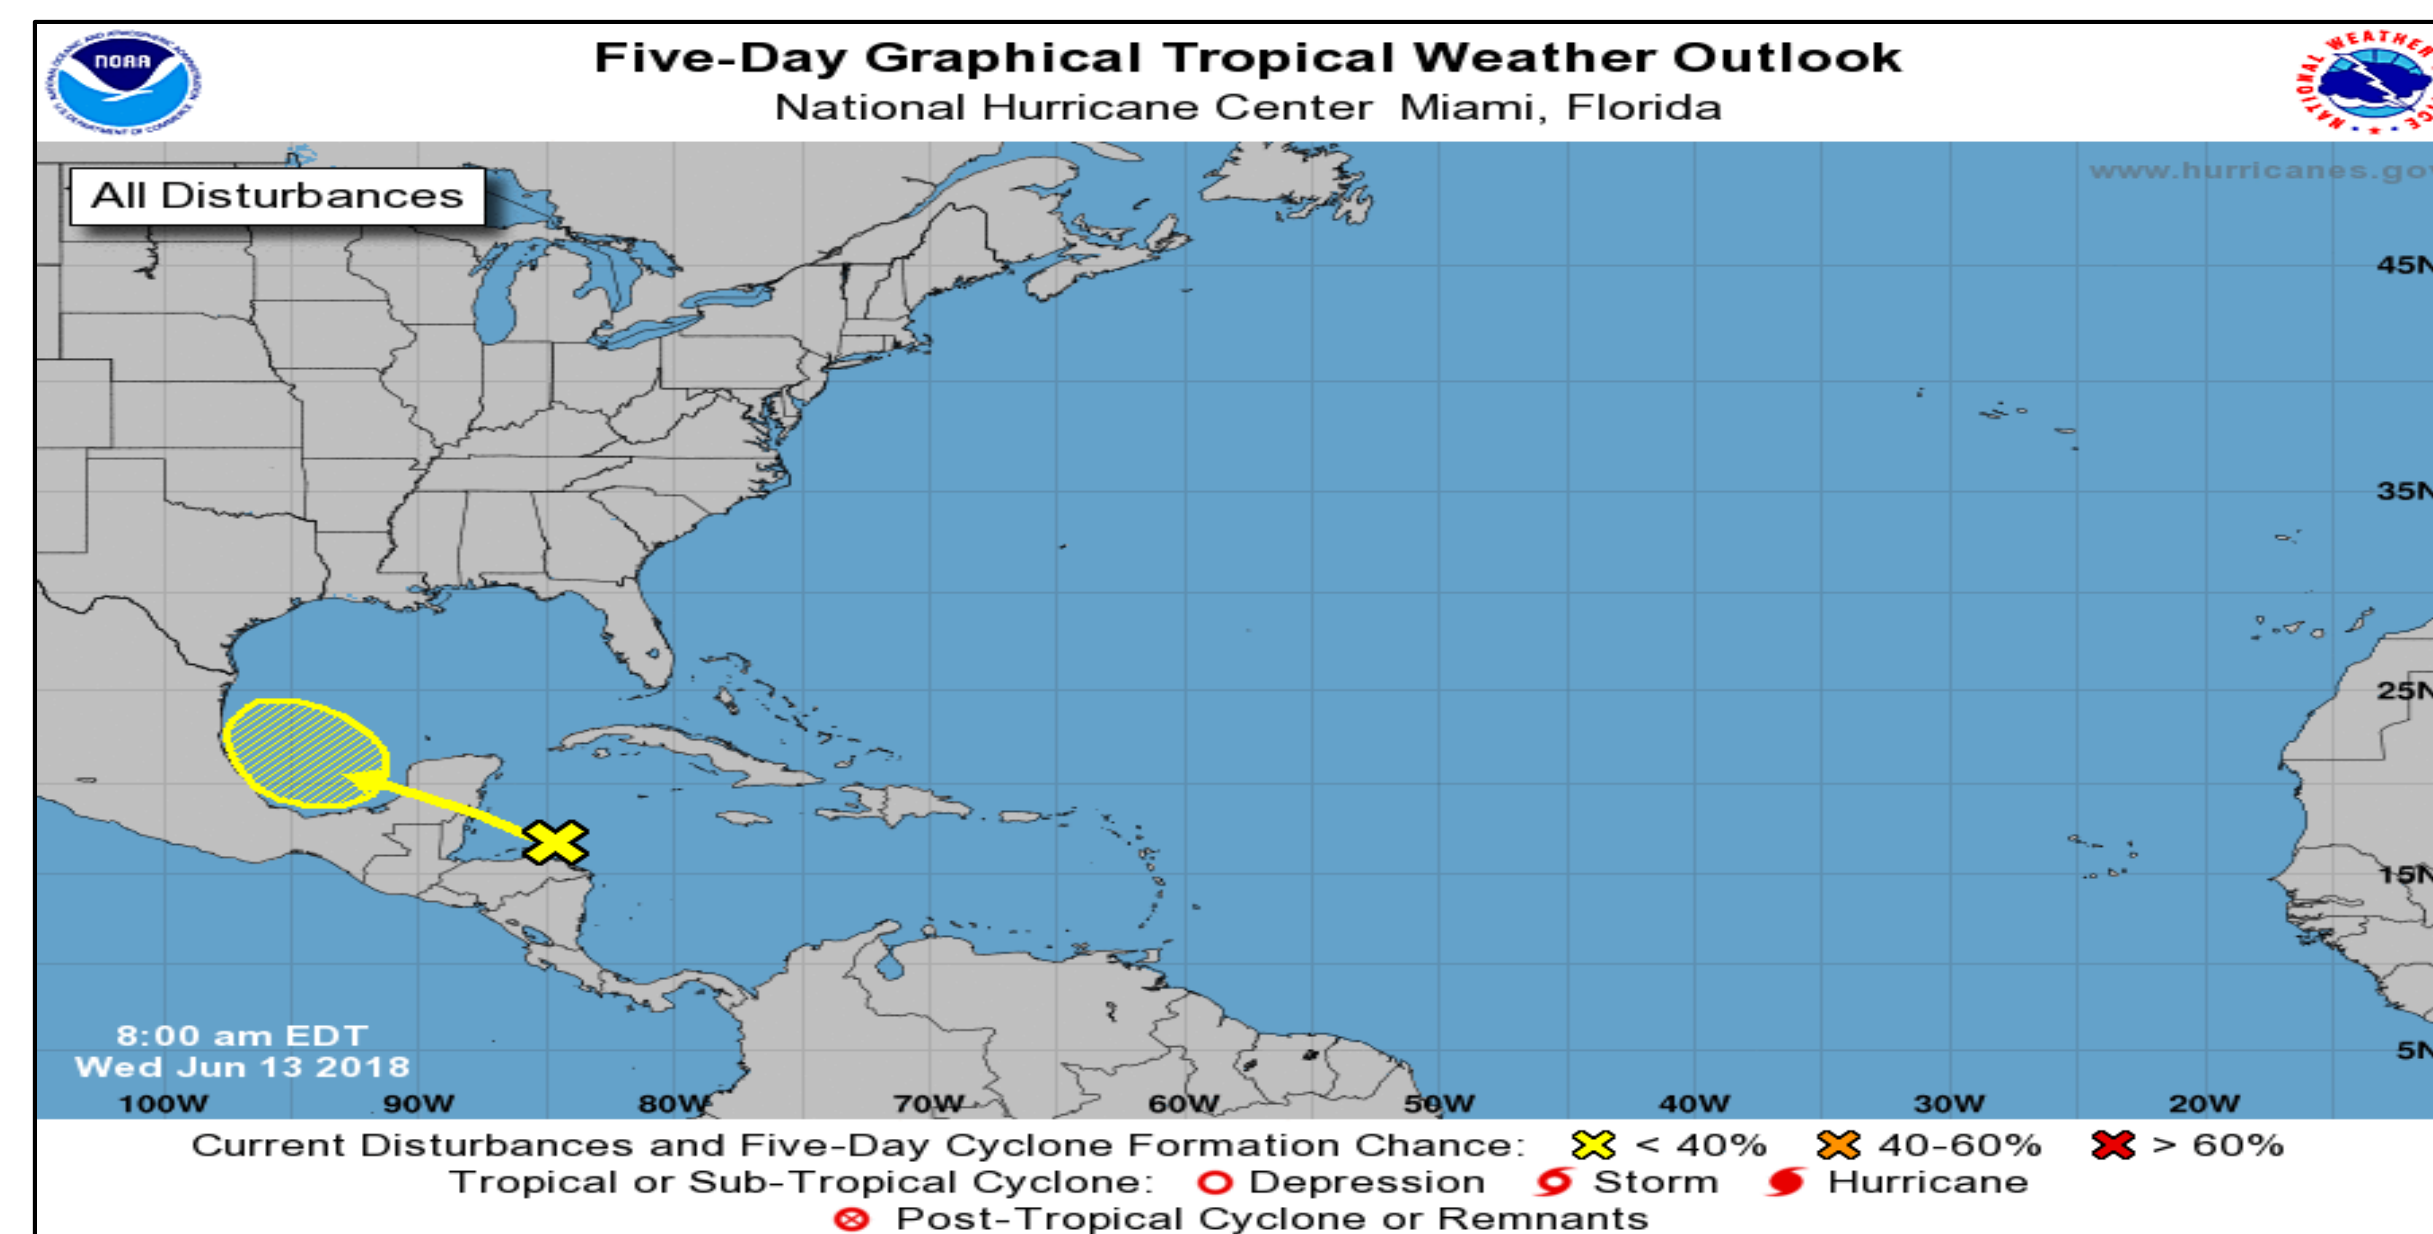 NOAA
Five-Day Graphical Tropical Weather Outlook
National Hurricane Center Miami, Florida
NATIONAL WEATHER
All Disturbances
www.hurricanes.gov
45N
35N
25N
15N
5N
8:00 am EDT
Wed Jun 13 2018
100W 90W 80W 70W 60W 50W 40W 30W 20W
Current Disturbances and Five-Day Cyclone Formation Chance: < 40% 40-60% > 60%
Tropical or Sub-Tropical Cyclone: Depression Storm Hurricane
Post-Tropical Cyclone or Remnants